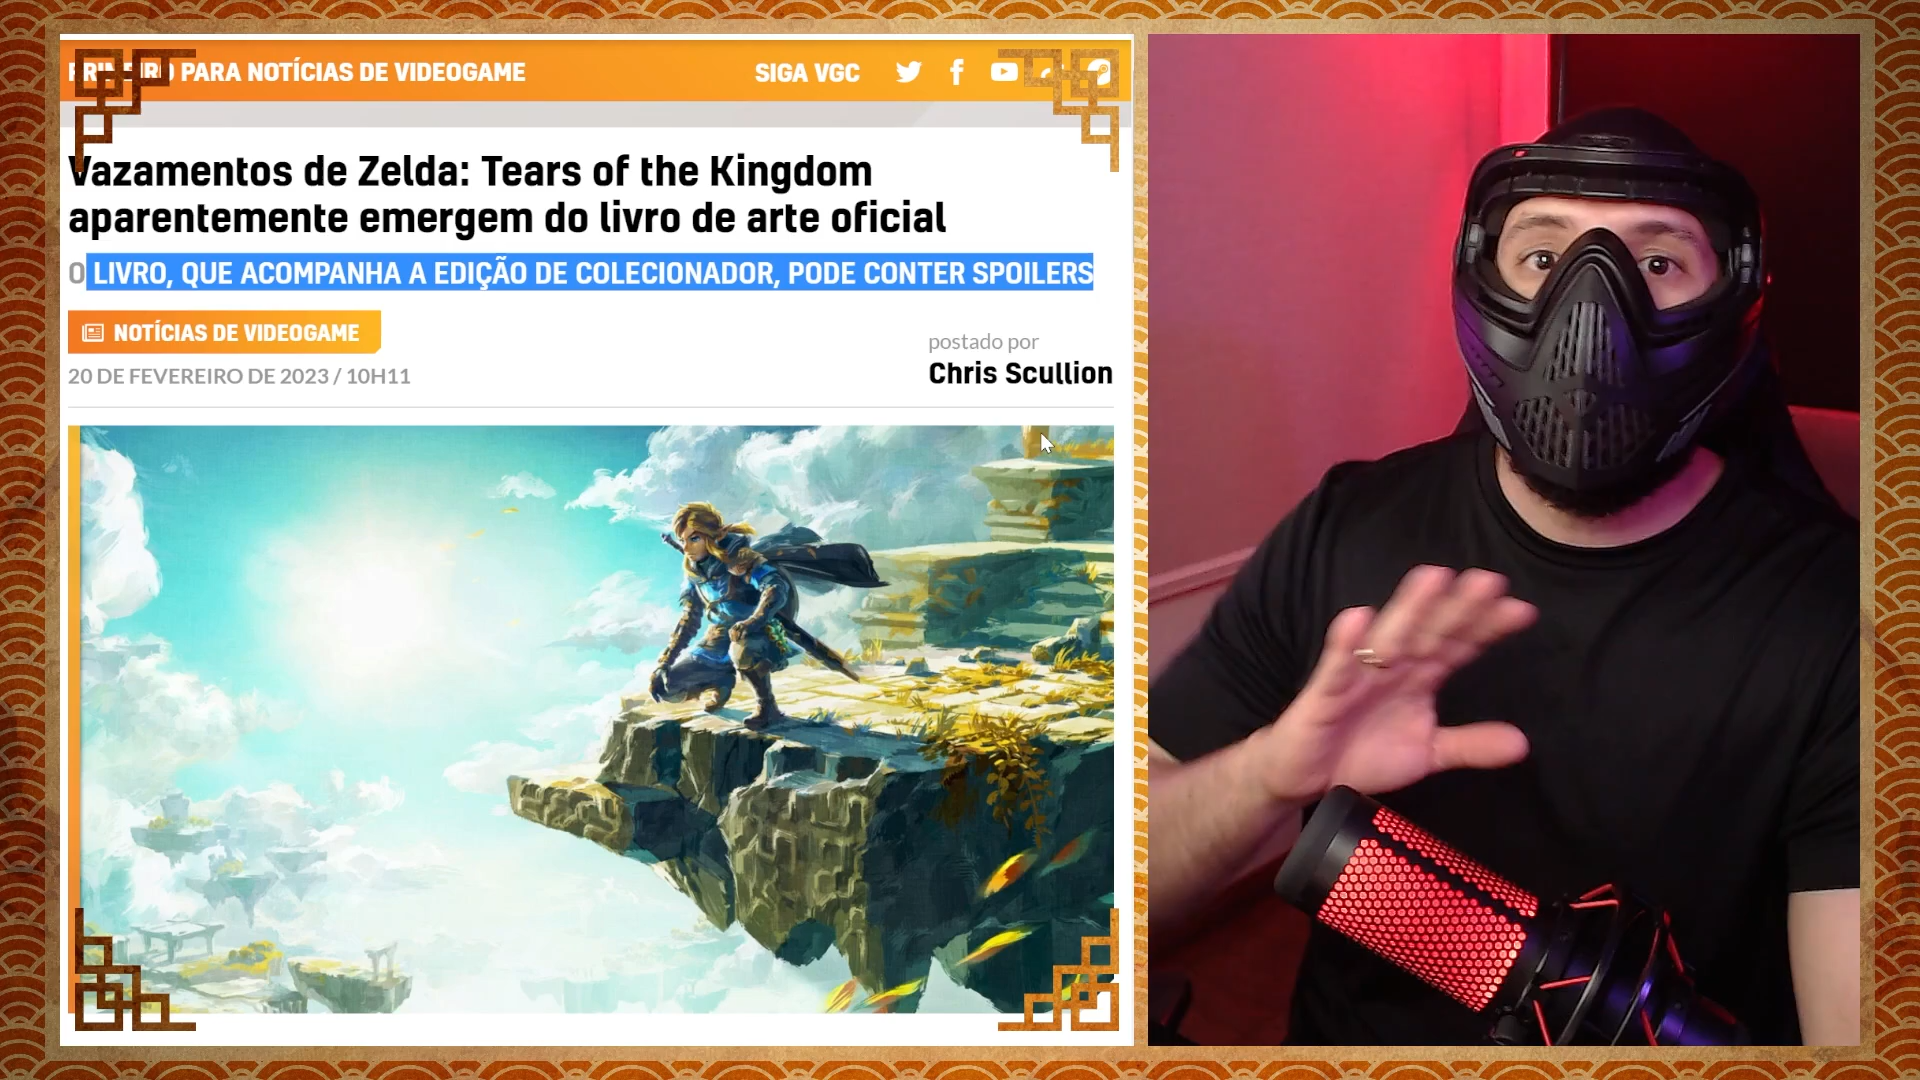 PRIMEIRO PARA NOTÍCIAS DE VIDEOGAME
SIGA VGC
Vazamentos de Zelda: Tears of the Kingdom
aparentemente emergem do livro de arte oficial
O LIVRO, QUE ACOMPANHA A EDIÇÃO DE COLECIONADOR, PODE CONTER SPOILERS
NOTÍCIAS DE VIDEOGAME
20 DE FEVEREIRO DE 2023 / 10H11
postado por
Chris Scullion